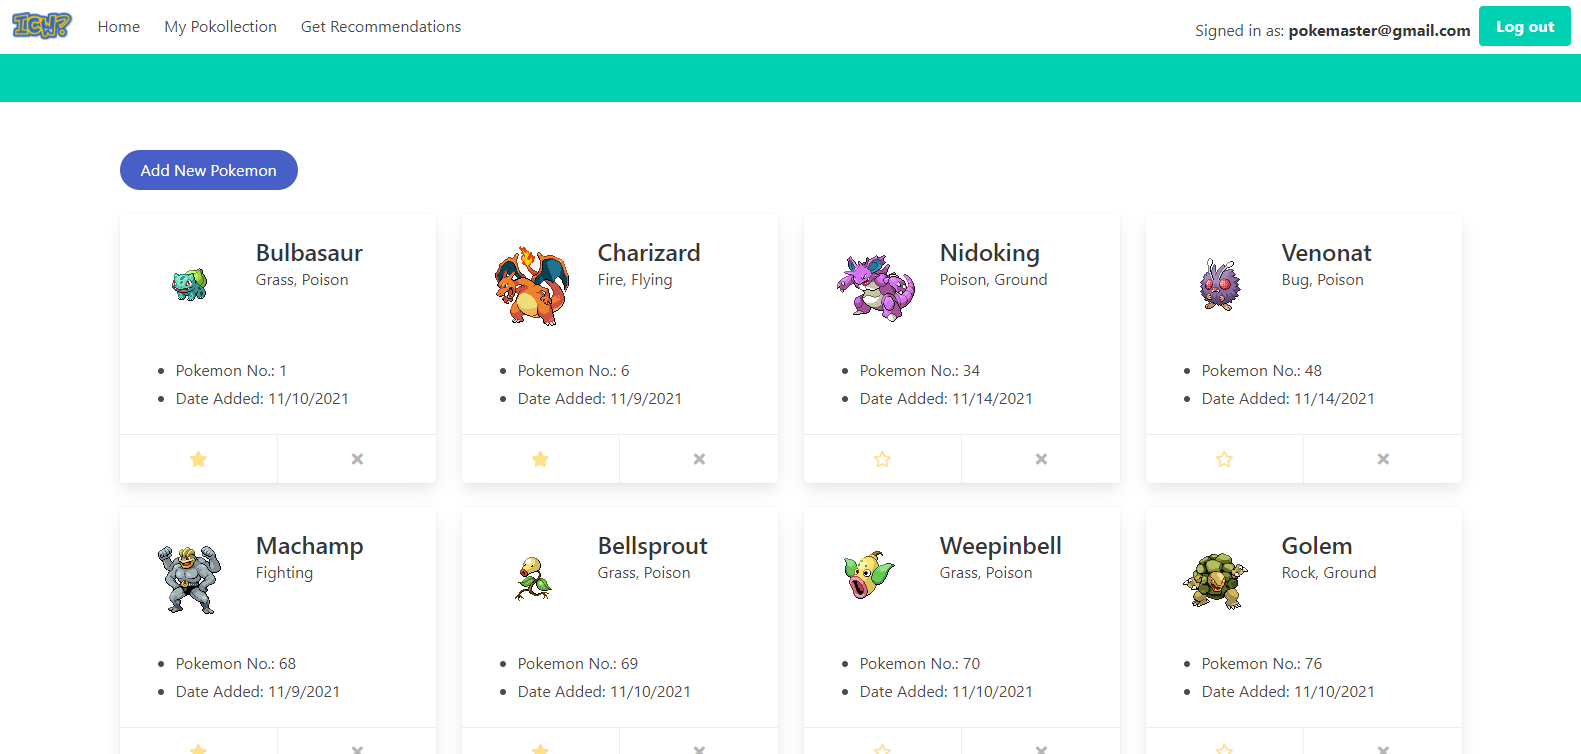 ICW?
Home
My Pokollection
Get Recommendations
Signed in as: pokemaster@gmail.com
Log out
Add New Pokemon
Bulbasaur
Grass, Poison
Pokemon No.: 1
Date Added: 11/10/2021
Charizard
Fire, Flying
Pokemon No.: 6
Date Added: 11/9/2021
Nidoking
Poison, Ground
Pokemon No.: 34
Date Added: 11/14/2021
Venonat
Bug, Poison
Pokemon No.: 48
Date Added: 11/14/2021
Machamp
Fighting
Pokemon No.: 68
Date Added: 11/9/2021
Bellsprout
Grass, Poison
Pokemon No.: 69
Date Added: 11/10/2021
Weepinbell
Grass, Poison
Pokemon No.: 70
Date Added: 11/10/2021
Golem
Rock, Ground
Pokemon No.: 76
Date Added: 11/10/2021